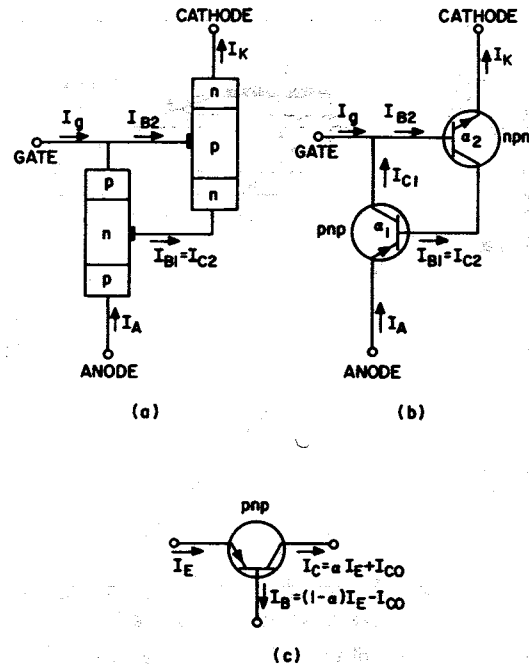 CATHODE
I_K
n
p
n
I_g
I_B2
GATE
p
n
p
I_B1=I_C2
I_A
ANODE
(a)
CATHODE
I_K
I_g
I_B2
α₂
npn
GATE
I_C1
pnp
α₁
I_B1=I_C2
I_A
ANODE
(b)
pnp
I_E
I_C=α I_E+I_CO
I_B=(1-α)I_E-I_CO
(c)